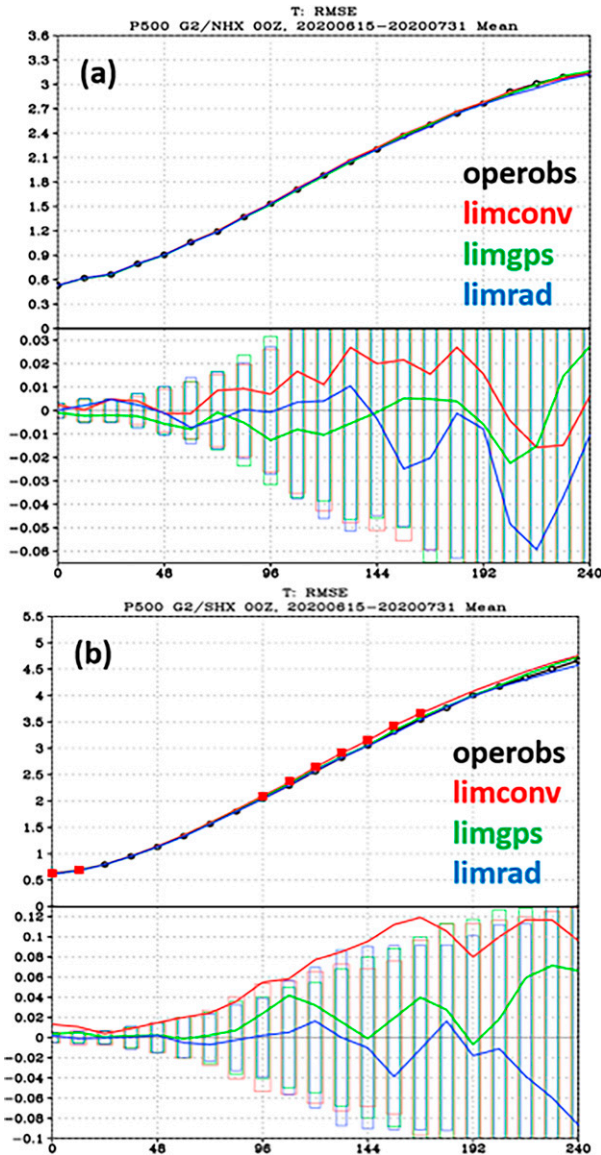 T: RMSE
P500 G2/NHX 00Z, 20200615-20200731 Mean
(a)
3.6
3.3
3
2.7
2.4
2.1
1.8
1.5
1.2
0.9
0.6
0.3
0
operobs
limconv
limgps
limrad
0.03
0.02
0.01
0
-0.01
-0.02
-0.03
-0.04
-0.05
-0.06
0 48 96 144 192 240
T: RMSE
P500 G2/SHX 00Z, 20200615-20200731 Mean
(b)
5.5
5
4.5
4
3.5
3
2.5
2
1.5
1
0.5
0
operobs
limconv
limgps
limrad
0.12
0.1
0.08
0.06
0.04
0.02
0
-0.02
-0.04
-0.06
-0.08
-0.1
0 48 96 144 192 240